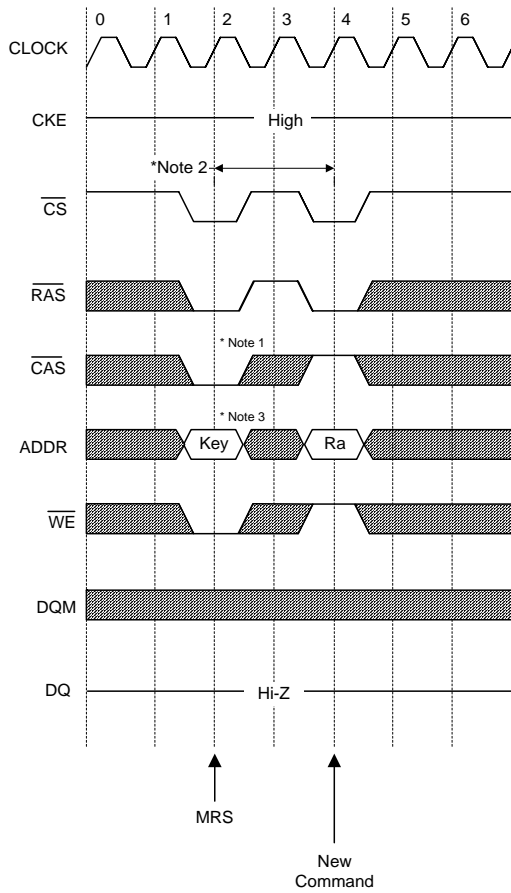 0 1 2 3 4 5 6
CLOCK
CKE High
*Note 2
CS
RAS
* Note 1
CAS
* Note 3
ADDR Key Ra
WE
DQM
DQ Hi-Z
MRS
New
Command